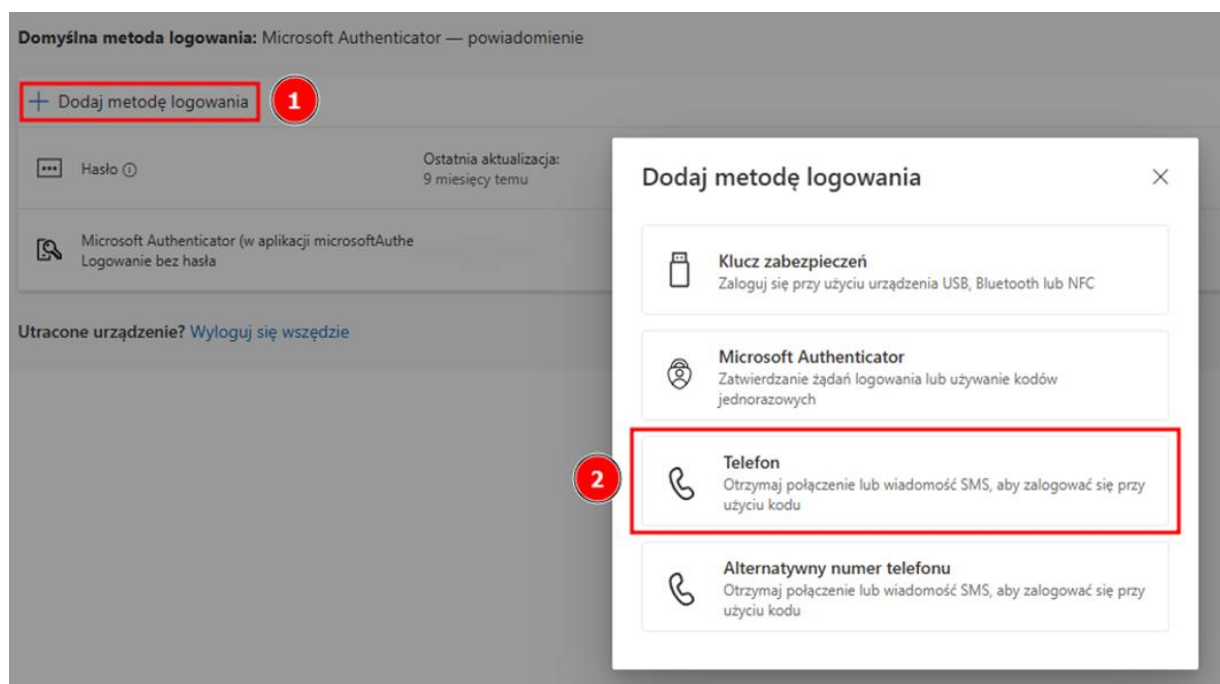 Domyślna metoda logowania: Microsoft Authenticator — powiadomienie
+ Dodaj metodę logowania
1
Hasło
Ostatnia aktualizacja:
9 miesięcy temu
Microsoft Authenticator (w aplikacji microsoftAuthe
Logowanie bez hasła
Utracone urządzenie? Wyloguj się wszędzie
Dodaj metodę logowania
Klucz zabezpieczeń
Zaloguj się przy użyciu urządzenia USB, Bluetooth lub NFC
Microsoft Authenticator
Zatwierdzanie żądań logowania lub używanie kodów
jednorazowych
2
Telefon
Otrzymaj połączenie lub wiadomość SMS, aby zalogować się przy
użyciu kodu
Alternatywny numer telefonu
Otrzymaj połączenie lub wiadomość SMS, aby zalogować się przy
użyciu kodu